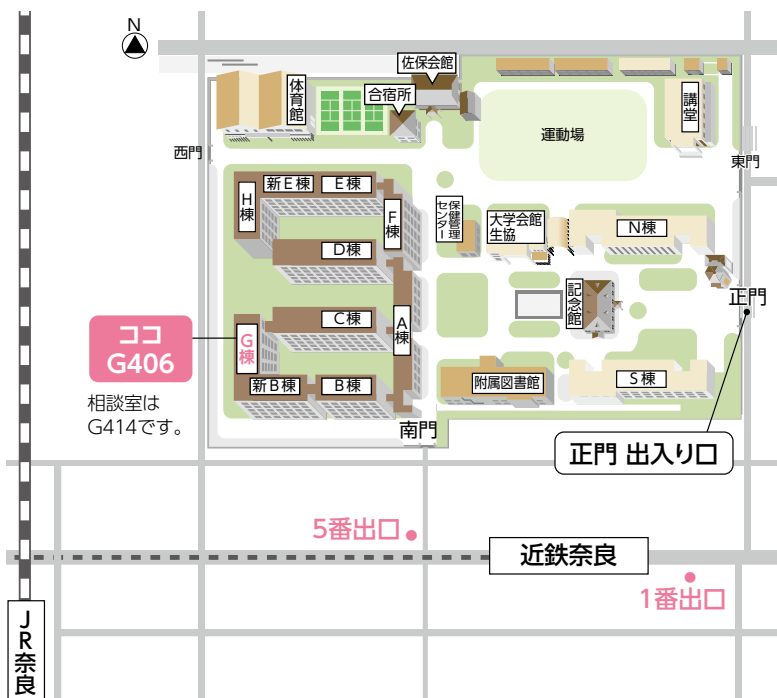 N
佐保会館
体育館
合宿所
講堂
運動場
西門
東門
新E棟
E棟
H棟
F棟
保健管理
センター
大学会館
生協
N棟
D棟
記念館
正門
C棟
A棟
ココ
G406
G棟
相談室は
G414です。
新B棟
B棟
附属図書館
S棟
南門
正門 出入り口
5番出口
近鉄奈良
1番出口
JR奈良